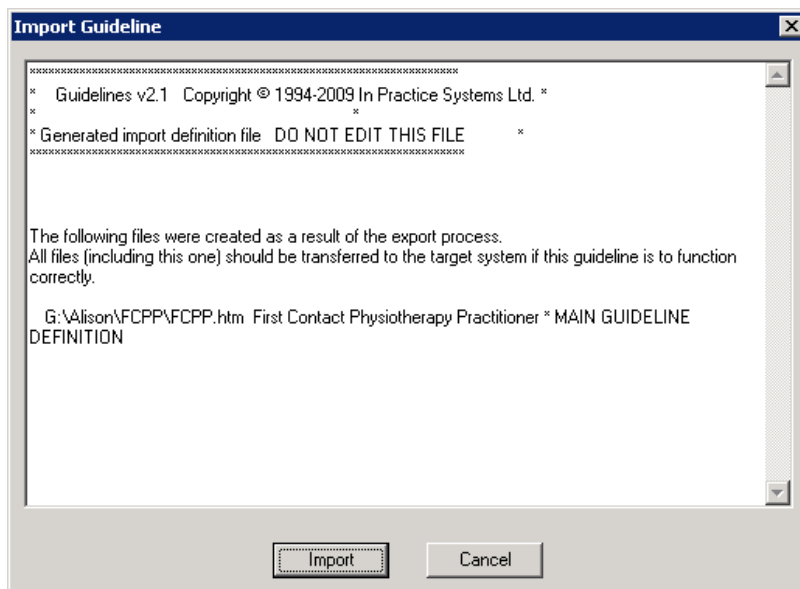 Import Guideline
**********************************************************************
* Guidelines v2.1 Copyright © 1994-2009 In Practice Systems Ltd. *
* *
* Generated import definition file DO NOT EDIT THIS FILE *
**********************************************************************
The following files were created as a result of the export process.
All files (including this one) should be transferred to the target system if this guideline is to function
correctly.
G:\Alison\FCPP\FCPP.htm First Contact Physiotherapy Practitioner * MAIN GUIDELINE
DEFINITION
Import
Cancel